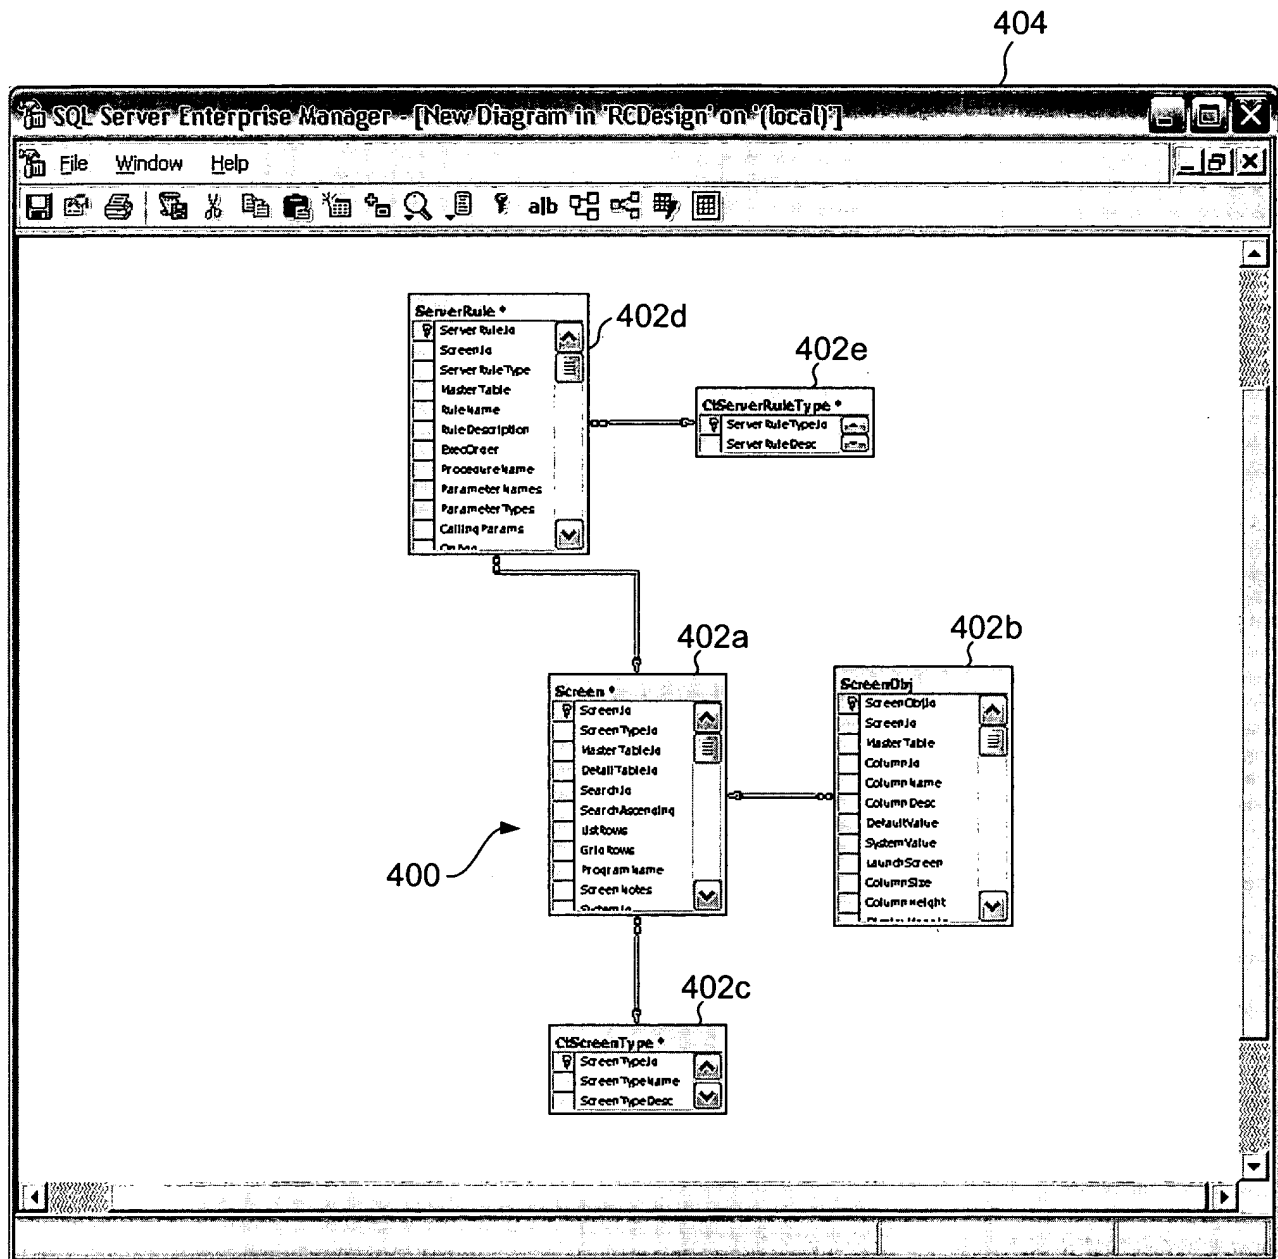 404
SQL Server Enterprise Manager - [New Diagram in 'RCDesign' on '(local)']
File Window Help
alb
ServerRule *
ServerRuleId
ScreenId
ServerRuleType
MasterTable
RuleName
RuleDescription
ExecOrder
ProcedureName
ParameterNames
ParameterTypes
CallingParams
402d
402e
CtServerRuleType *
ServerRuleTypeId
ServerRuleDesc
402a
Screen *
ScreenId
ScreenTypeId
MasterTableId
DetailTableId
SearchId
SearchAscending
ListRows
GridRows
ProgramName
ScreenNotes
SystemId
400
402b
ScreenObj
ScreenObjId
ScreenId
MasterTable
ColumnId
ColumnName
ColumnDesc
DefaultValue
SystemValue
LaunchScreen
ColumnSize
ColumnHeight
402c
CtScreenType *
ScreenTypeId
ScreenTypeName
ScreenTypeDesc